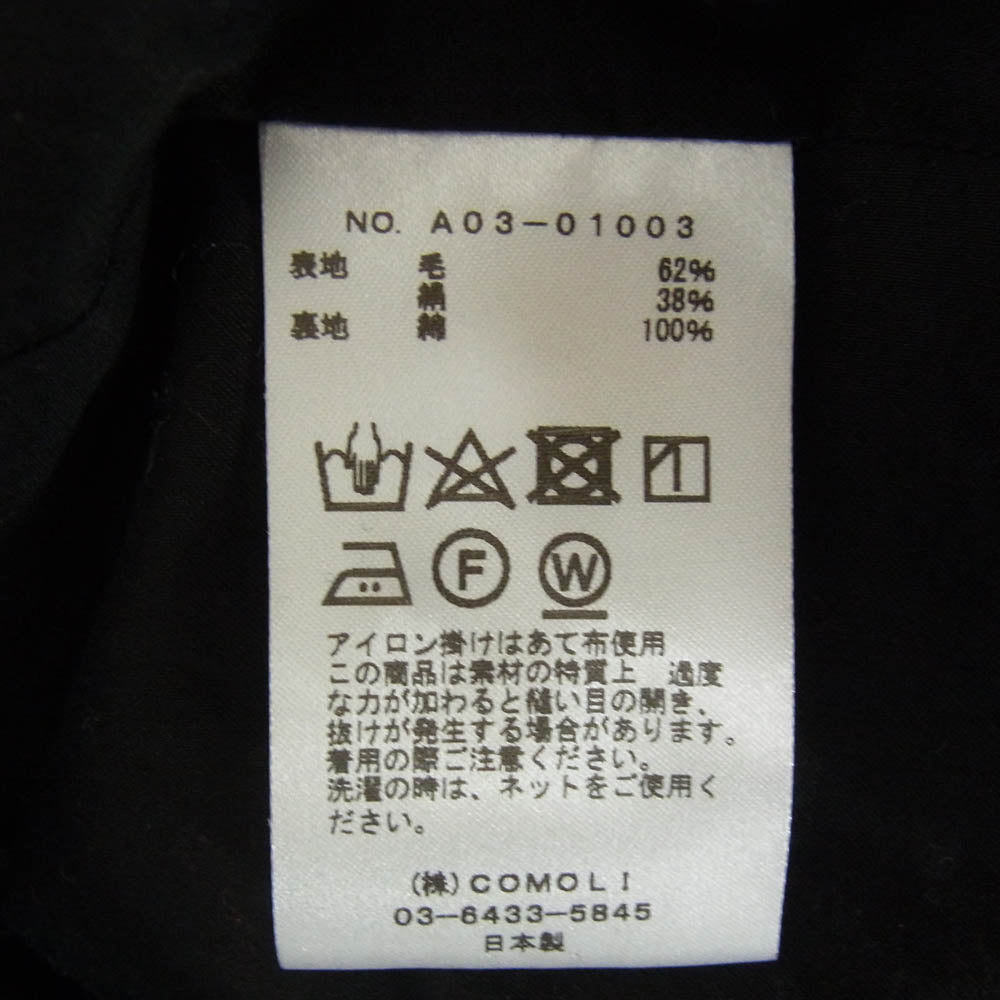 NO. A03-01003
表地 毛 62%
絹 38%
裏地 綿 100%
F W
アイロン掛けはあて布使用
この商品は素材の特質上 過度
な力が加わると縫い目の開き、
抜けが発生する場合があります。
着用の際ご注意ください。
洗濯の時は、ネットをご使用く
ださい。
(株)COMOLI
03-6433-5845
日本製